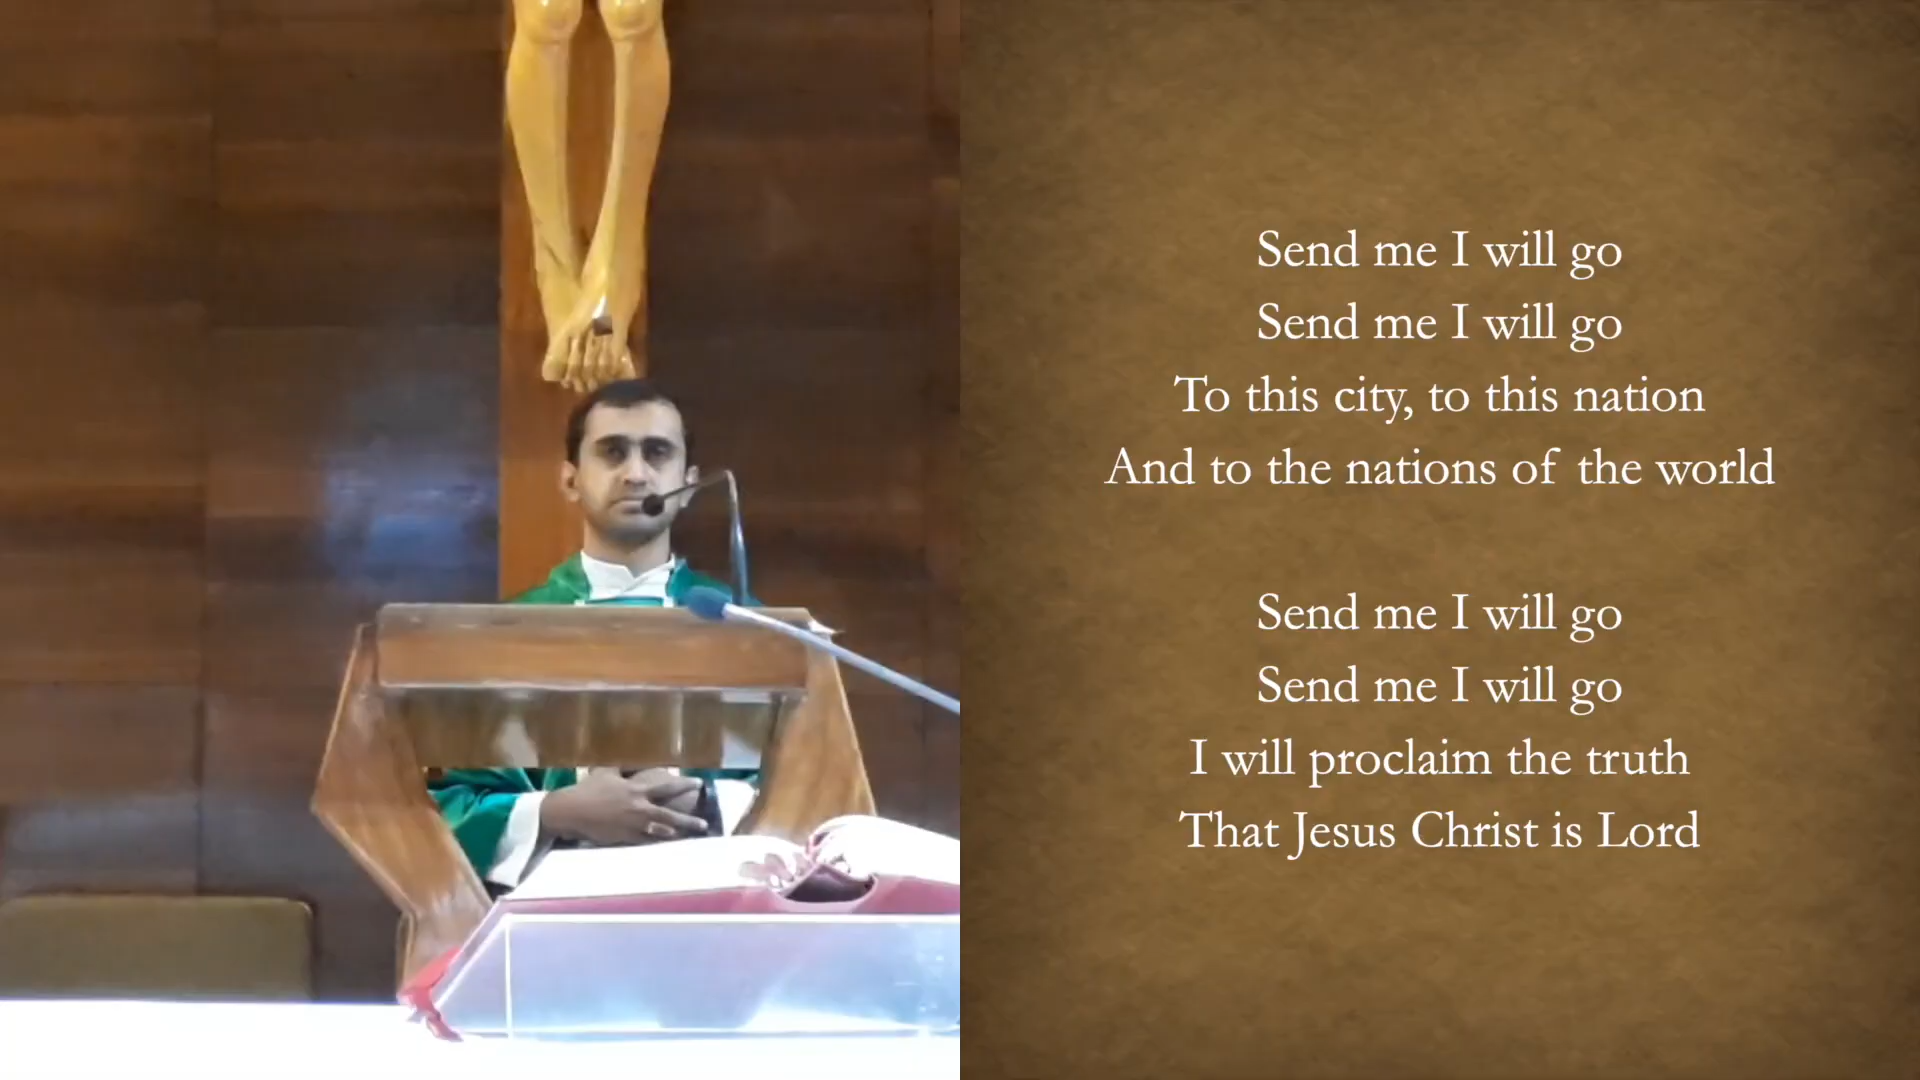 Send me I will go
Send me I will go
To this city, to this nation
And to the nations of the world
Send me I will go
Send me I will go
I will proclaim the truth
That Jesus Christ is Lord